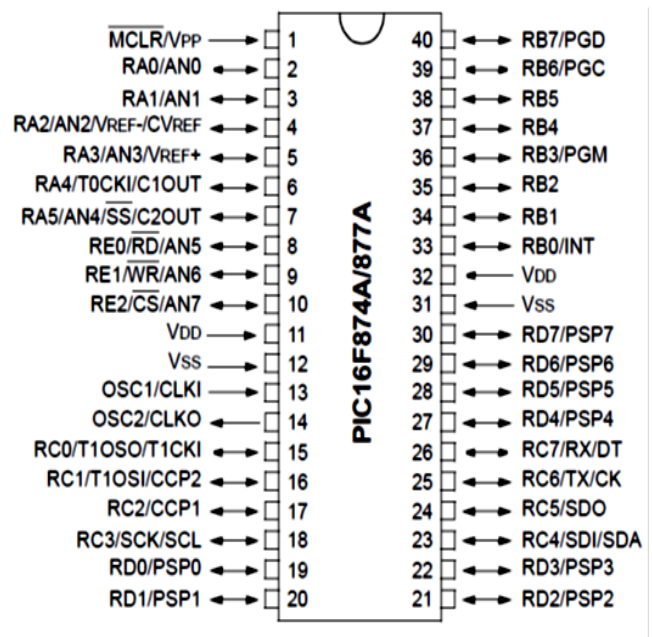 MCLR/VPP 1 40 RB7/PGD
RA0/AN0 2 39 RB6/PGC
RA1/AN1 3 38 RB5
RA2/AN2/VREF-/CVREF 4 37 RB4
RA3/AN3/VREF+ 5 36 RB3/PGM
RA4/T0CKI/C1OUT 6 35 RB2
RA5/AN4/SS/C2OUT 7 34 RB1
RE0/RD/AN5 8 33 RB0/INT
RE1/WR/AN6 9 32 VDD
RE2/CS/AN7 10 31 VSS
VDD 11 30 RD7/PSP7
VSS 12 29 RD6/PSP6
OSC1/CLKI 13 28 RD5/PSP5
OSC2/CLKO 14 27 RD4/PSP4
RC0/T1OSO/T1CKI 15 26 RC7/RX/DT
RC1/T1OSI/CCP2 16 25 RC6/TX/CK
RC2/CCP1 17 24 RC5/SDO
RC3/SCK/SCL 18 23 RC4/SDI/SDA
RD0/PSP0 19 22 RD3/PSP3
RD1/PSP1 20 21 RD2/PSP2
PIC16F874A/877A